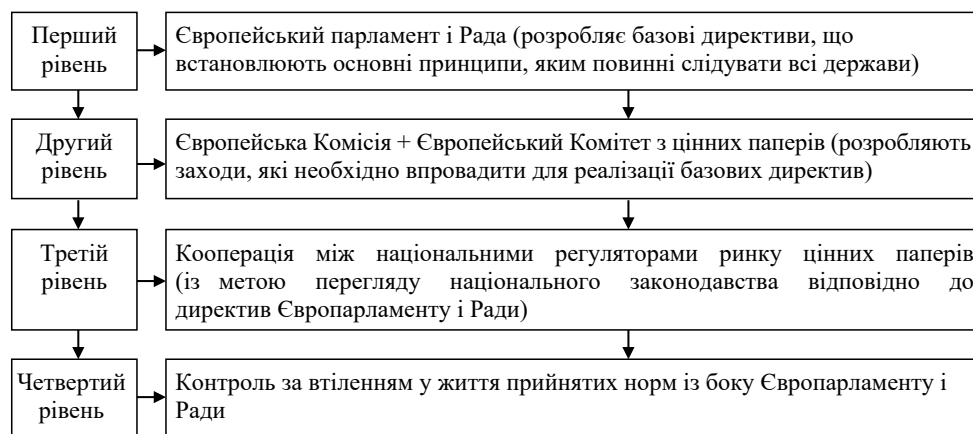 Перший
рівень
Європейський парламент і Рада (розробляє базові директиви, що
встановлюють основні принципи, яким повинні слідувати всі держави)
Другий
рівень
Європейська Комісія + Європейський Комітет з цінних паперів (розробляють
заходи, які необхідно впровадити для реалізації базових директив)
Третій
рівень
Кооперація між національними регуляторами ринку цінних паперів
(із метою перегляду національного законодавства відповідно до
директив Європарламенту і Ради)
Четвертий
рівень
Контроль за втіленням у життя прийнятих норм із боку Європарламенту і
Ради